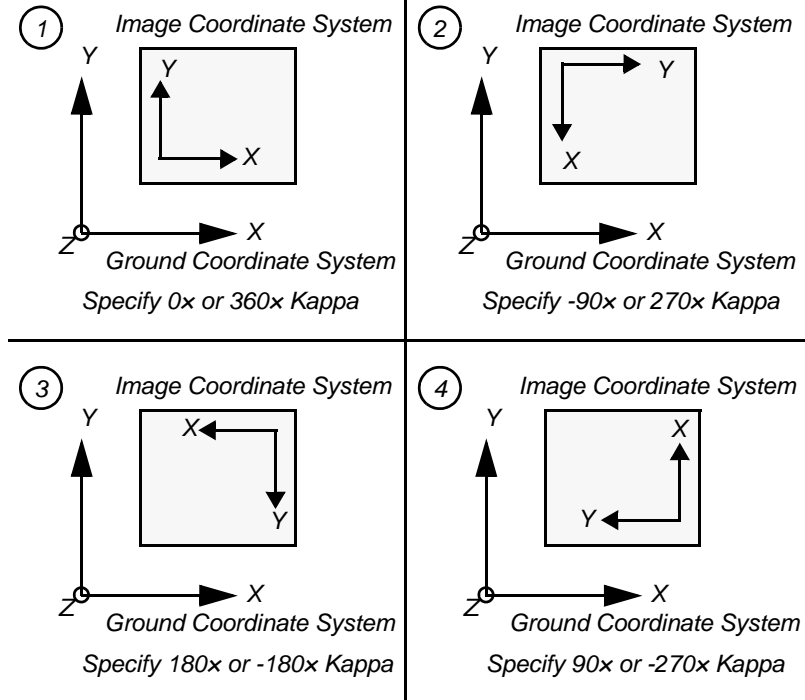 1
Image Coordinate System
Y
Y
X
X
Z
Ground Coordinate System
Specify 0× or 360× Kappa
2
Image Coordinate System
Y
Y
X
X
Z
Ground Coordinate System
Specify -90× or 270× Kappa
3
Image Coordinate System
Y
X
Y
X
Z
Ground Coordinate System
Specify 180× or -180× Kappa
4
Image Coordinate System
Y
X
Y
X
Z
Ground Coordinate System
Specify 90× or -270× Kappa